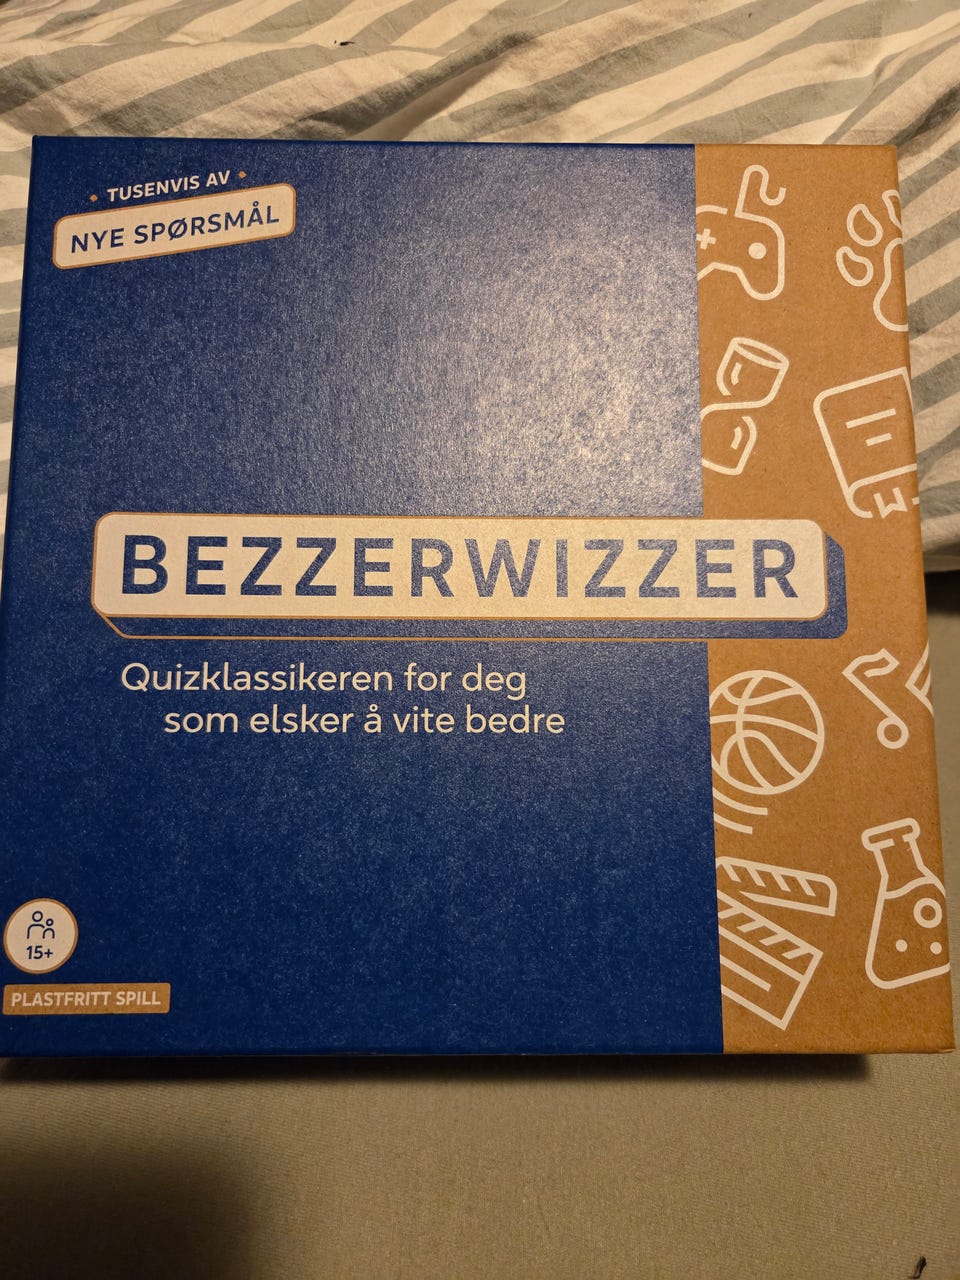 TUSENVIS AV
NYE SPØRSMÅL
BEZZERWIZZER
Quizklassikeren for deg
som elsker å vite bedre
15+
PLASTFRITT SPILL